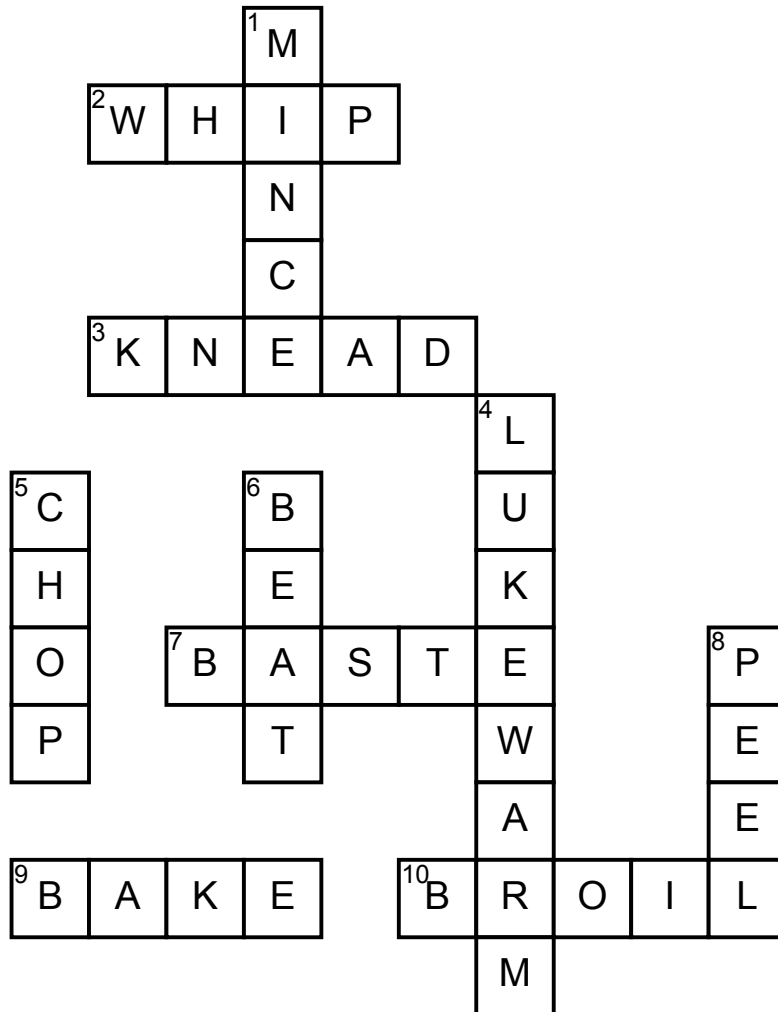 1 M
2 W H I P
N
C
3 K N E A D
4 L
5 C 6 B U
H E K
O 7 B A S T E 8 P
P T W E
A E
9 B A K E 10 B R O I L
M